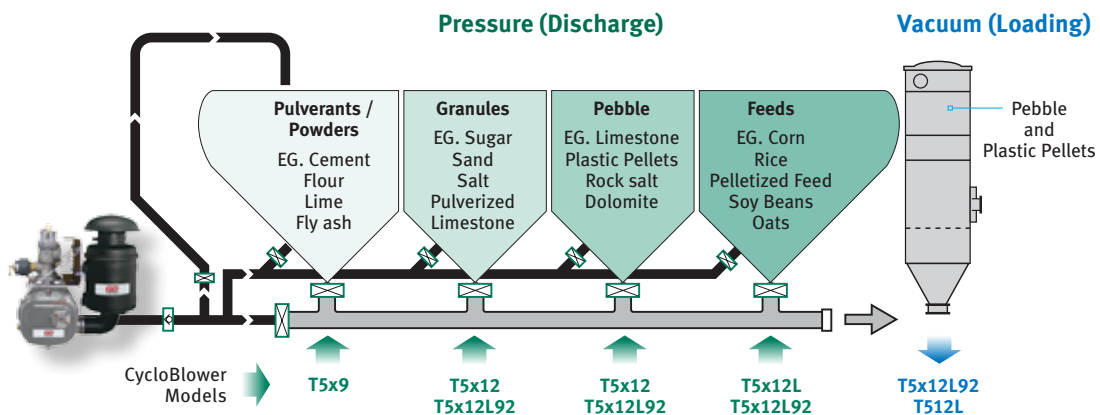 Pressure (Discharge)
Vacuum (Loading)
Pulverants /
Powders
EG. Cement
Flour
Lime
Fly ash
Granules
EG. Sugar
Sand
Salt
Pulverized
Limestone
Pebble
EG. Limestone
Plastic Pellets
Rock salt
Dolomite
Feeds
EG. Corn
Rice
Pelletized Feed
Soy Beans
Oats
Pebble
and
Plastic Pellets
CycloBlower
Models
T5x9
T5x12
T5x12L92
T5x12
T5x12L92
T5x12L
T5x12L92
T5x12L92
T512L